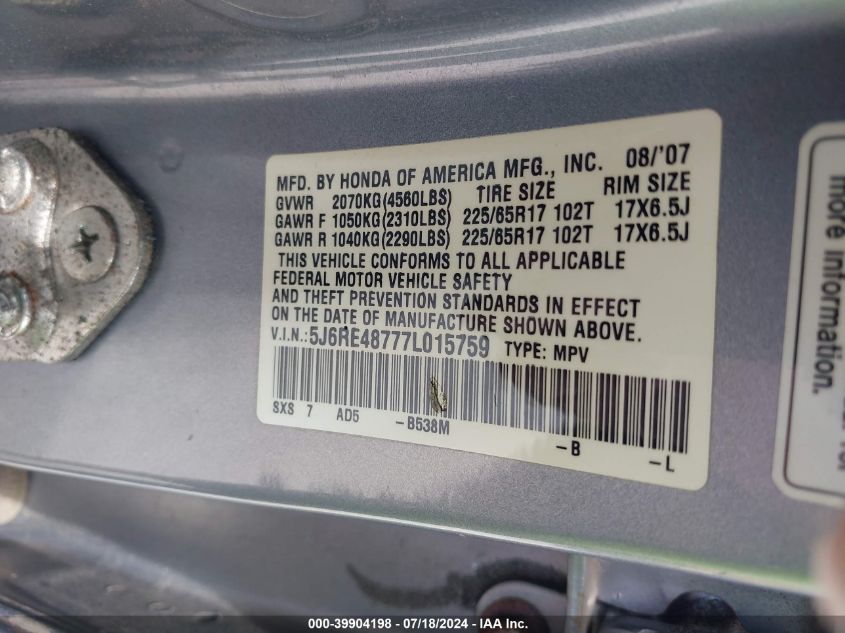 MFD. BY HONDA OF AMERICA MFG., INC. 08/'07
GVWR 2070KG(4560LBS) TIRE SIZE RIM SIZE
GAWR F 1050KG(2310LBS) 225/65R17 102T 17X6.5J
GAWR R 1040KG(2290LBS) 225/65R17 102T 17X6.5J
THIS VEHICLE CONFORMS TO ALL APPLICABLE
FEDERAL MOTOR VEHICLE SAFETY
AND THEFT PREVENTION STANDARDS IN EFFECT
ON THE DATE OF MANUFACTURE SHOWN ABOVE.
V.I.N.: 5J6RE48777L015759 TYPE: MPV
SXS 7 AD5 -B538M -B -L
more information.
000-39904198 - 07/18/2024 - IAA Inc.